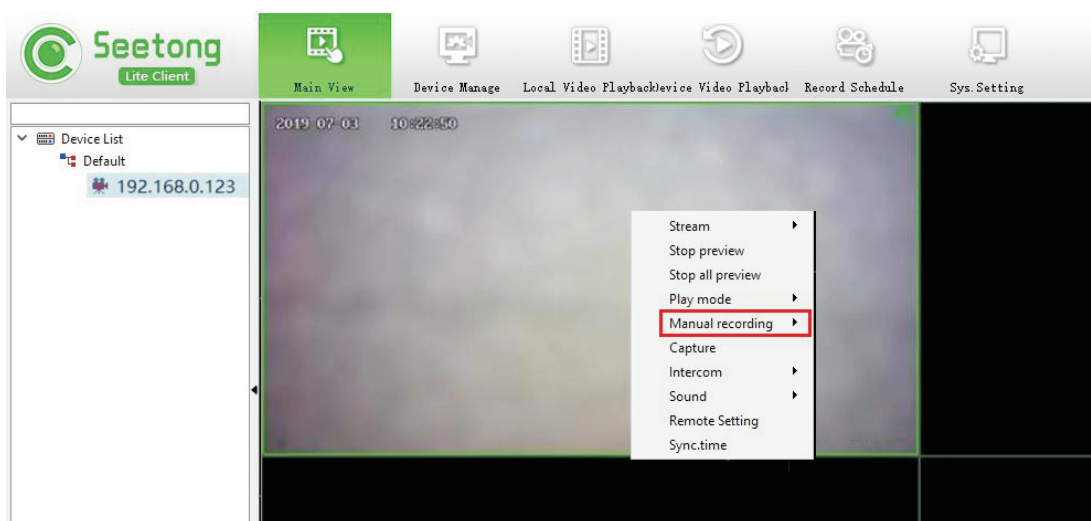 Seetong
Lite Client
Main View
Device Manage
Local Video Playback
Device Video Playback
Record Schedule
Sys.Setting
Device List
Default
192.168.0.123
2019-07-03 10:22:50
Stream
Stop preview
Stop all preview
Play mode
Manual recording
Capture
Intercom
Sound
Remote Setting
Sync.time